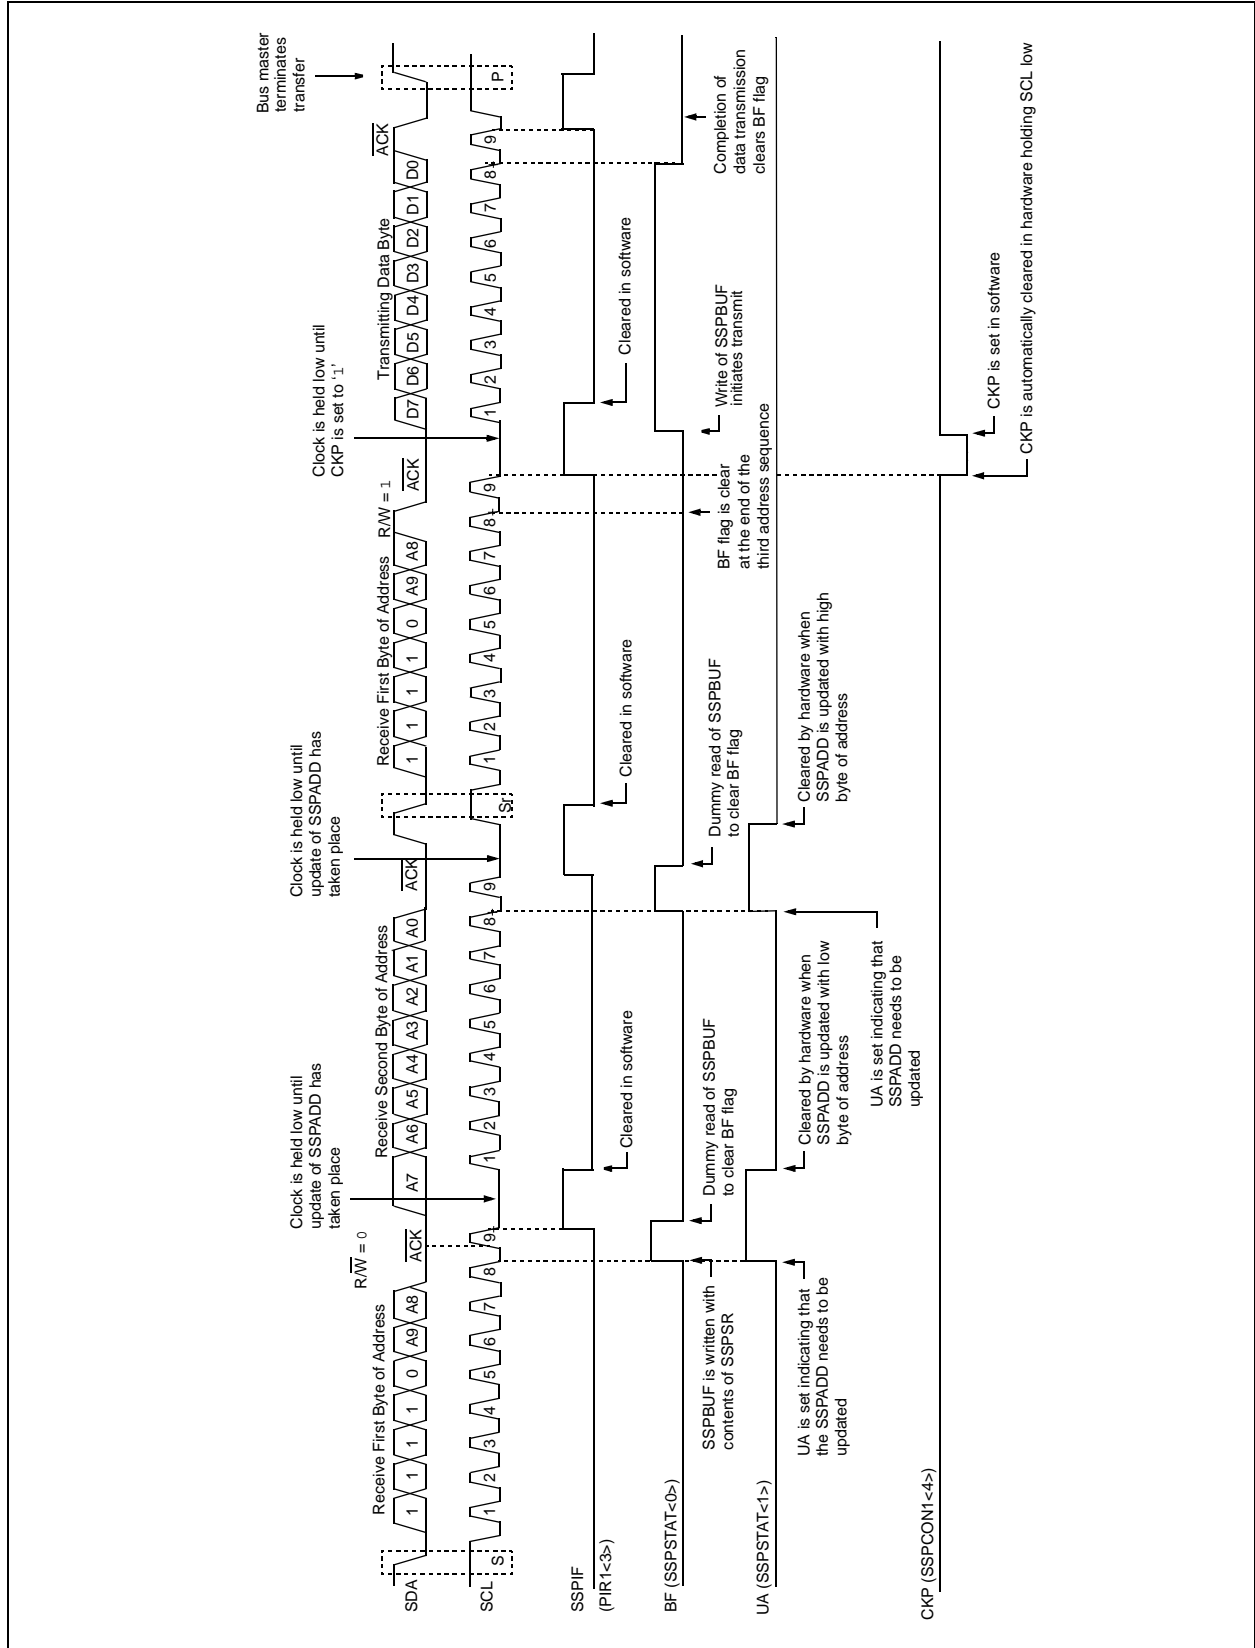 Bus master
terminates
transfer
Clock is held low until
CKP is set to ‘1’
Clock is held low until
update of SSPADD has
taken place
Clock is held low until
update of SSPADD has
taken place
R/W = 0
Receive First Byte of Address
ACK
Receive Second Byte of Address
ACK
Receive First Byte of Address
R/W = 1
ACK
Transmitting Data Byte
ACK
SDA
1 1 1 1 0 A9 A8
A7 A6 A5 A4 A3 A2 A1 A0
1 1 1 1 0 A9 A8
D7 D6 D5 D4 D3 D2 D1 D0
SCL
S
1 2 3 4 5 6 7 8 9
1 2 3 4 5 6 7 8 9
Sr
1 2 3 4 5 6 7 8 9
1 2 3 4 5 6 7 8 9
P
SSPIF
(PIR1<3>)
Cleared in software
Cleared in software
Cleared in software
BF (SSPSTAT<0>)
SSPBUF is written with
contents of SSPSR
Dummy read of SSPBUF
to clear BF flag
Dummy read of SSPBUF
to clear BF flag
BF flag is clear
at the end of the
third address sequence
Write of SSPBUF
initiates transmit
Completion of
data transmission
clears BF flag
UA (SSPSTAT<1>)
UA is set indicating that
the SSPADD needs to be
updated
Cleared by hardware when
SSPADD is updated with low
byte of address
UA is set indicating that
SSPADD needs to be
updated
Cleared by hardware when
SSPADD is updated with high
byte of address
CKP (SSPCON1<4>)
CKP is set in software
CKP is automatically cleared in hardware holding SCL low